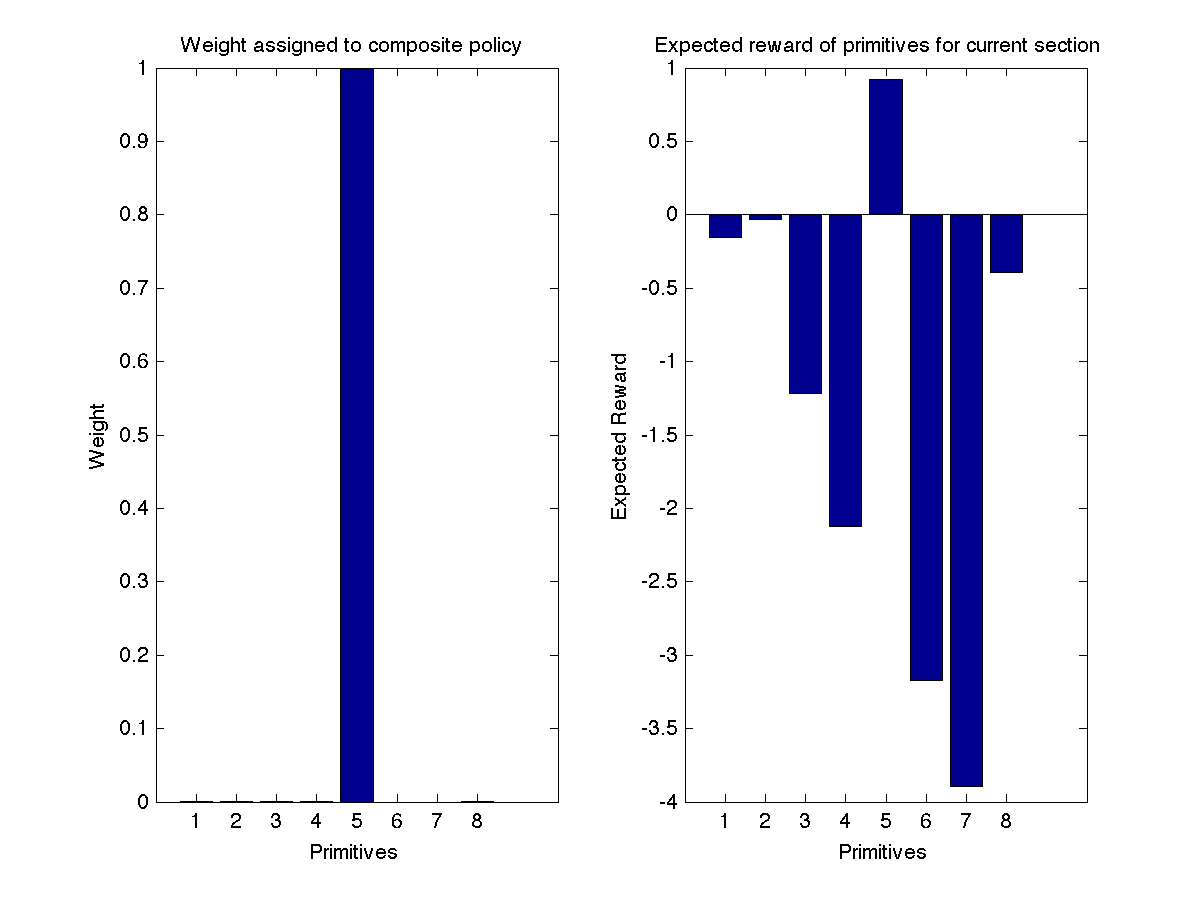 Weight assigned to composite policy
1
0.9
0.8
0.7
0.6
0.5
0.4
0.3
0.2
0.1
0
Weight
1 2 3 4 5 6 7 8
Primitives
Expected reward of primitives for current section
1
0.5
0
-0.5
-1
-1.5
-2
-2.5
-3
-3.5
-4
Expected Reward
1 2 3 4 5 6 7 8
Primitives